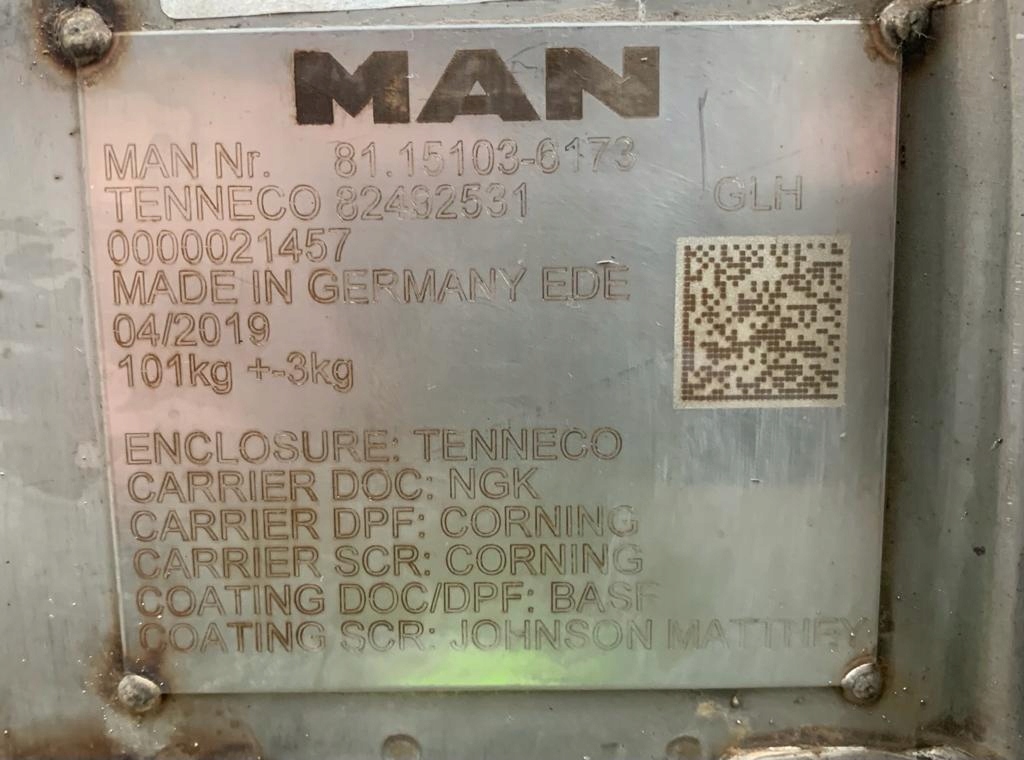 MAN
MAN Nr. 81.15103-6173
TENNECO 82492531
GLH
0000021457
MADE IN GERMANY EDE
04/2019
101kg +-3kg
ENCLOSURE: TENNECO
CARRIER DOC: NGK
CARRIER DPF: CORNING
CARRIER SCR: CORNING
COATING DOC/DPF: BASF
COATING SCR: JOHNSON MATTHEY